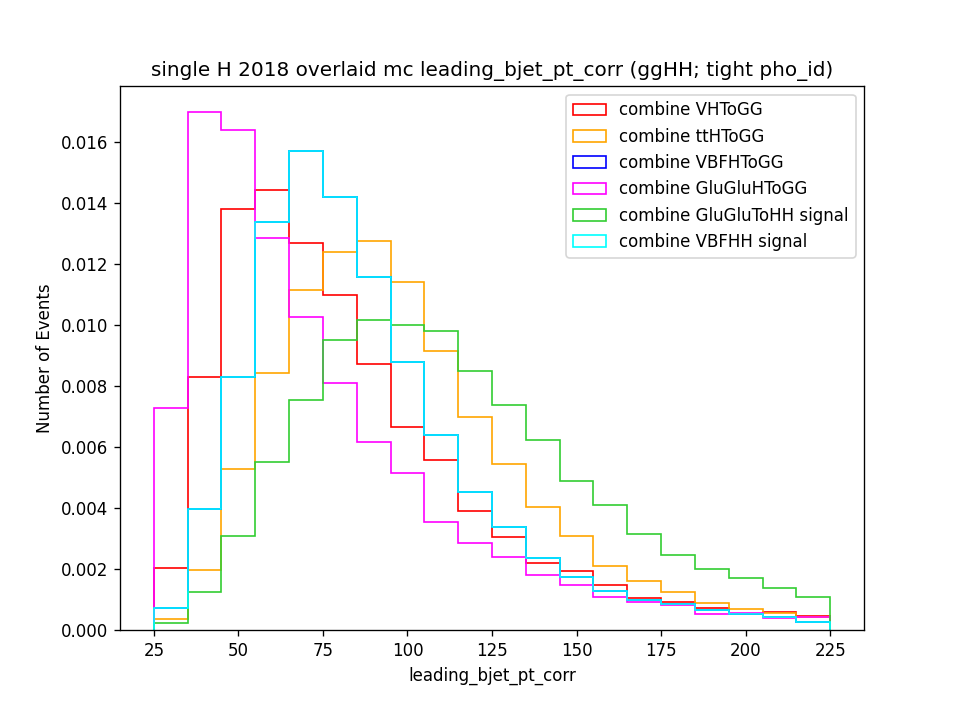 single H 2018 overlaid mc leading_bjet_pt_corr (ggHH; tight pho_id)
combine VHToGG
combine ttHToGG
combine VBFHToGG
combine GluGluHToGG
combine GluGluToHH signal
combine VBFHH signal
Number of Events
0.016
0.014
0.012
0.010
0.008
0.006
0.004
0.002
0.000
25 50 75 100 125 150 175 200 225
leading_bjet_pt_corr